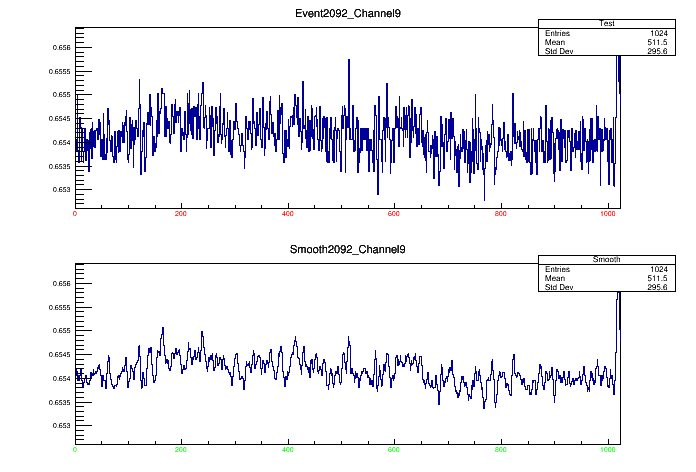 Event2092_Channel9
Test
Entries 1024
Mean 511.5
Std Dev 295.6
0.656
0.6555
0.655
0.6545
0.654
0.6535
0.653
0 200 400 600 800 1000
Smooth2092_Channel9
Smooth
Entries 1024
Mean 511.5
Std Dev 295.6
0.656
0.6555
0.655
0.6545
0.654
0.6535
0.653
0 200 400 600 800 1000